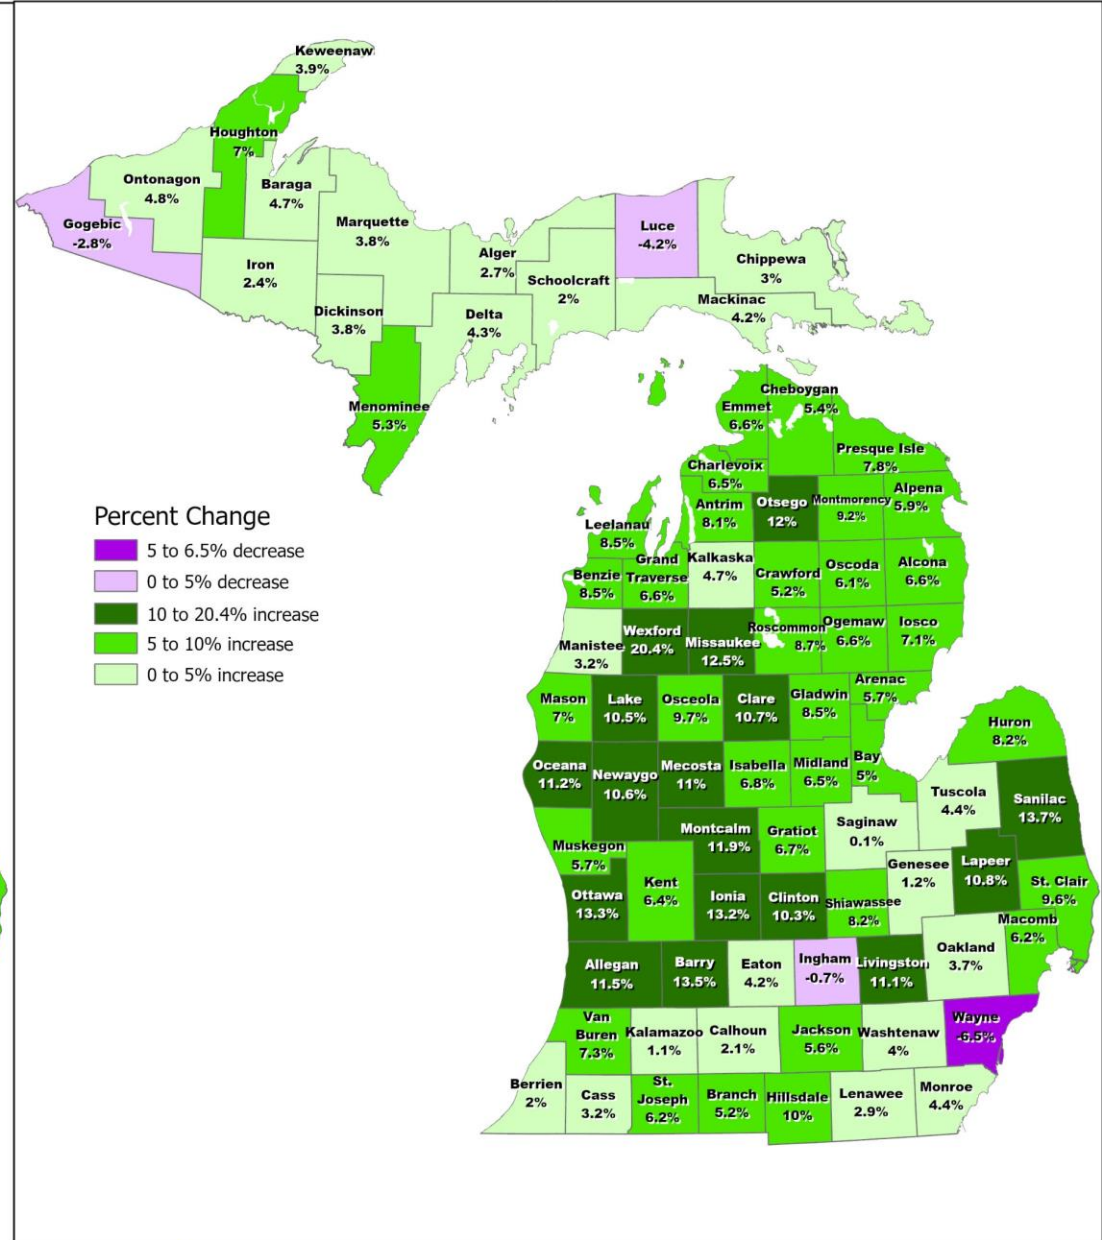 Keweenaw
3.9%
Houghton
7%
Ontonagon
4.8%
Baraga
4.7%
Gogebic
-2.8%
Marquette
3.8%
Iron
2.4%
Alger
2.7%
Luce
-4.2%
Chippewa
3%
Schoolcraft
2%
Mackinac
4.2%
Dickinson
3.8%
Delta
4.3%
Menominee
5.3%
Cheboygan
5.4%
Emmet
6.6%
Presque Isle
7.8%
Charlevoix
6.5%
Antrim
8.1%
Otsego
12%
Montmorency
9.2%
Alpena
5.9%
Percent Change
5 to 6.5% decrease
0 to 5% decrease
10 to 20.4% increase
5 to 10% increase
0 to 5% increase
Leelanau
8.5%
Benzie
8.5%
Grand
Traverse
6.6%
Kalkaska
4.7%
Crawford
5.2%
Oscoda
6.1%
Alcona
6.6%
Manistee
3.2%
Wexford
20.4%
Missaukee
12.5%
Roscommon
8.7%
Ogemaw
6.6%
Iosco
7.1%
Mason
7%
Lake
10.5%
Osceola
9.7%
Clare
10.7%
Gladwin
8.5%
Arenac
5.7%
Huron
8.2%
Oceana
11.2%
Newaygo
10.6%
Mecosta
11%
Isabella
6.8%
Midland
6.5%
Bay
5%
Tuscola
4.4%
Sanilac
13.7%
Muskegon
5.7%
Montcalm
11.9%
Gratiot
6.7%
Saginaw
0.1%
Genesee
1.2%
Lapeer
10.8%
St. Clair
9.6%
Ottawa
13.3%
Kent
6.4%
Ionia
13.2%
Clinton
10.3%
Shiawassee
8.2%
Macomb
6.2%
Allegan
11.5%
Barry
13.5%
Eaton
4.2%
Ingham
-0.7%
Livingston
11.1%
Oakland
3.7%
Van
Buren
7.3%
Kalamazoo
1.1%
Calhoun
2.1%
Jackson
5.6%
Washtenaw
4%
Wayne
-6.5%
Berrien
2%
Cass
3.2%
St.
Joseph
6.2%
Branch
5.2%
Hillsdale
10%
Lenawee
2.9%
Monroe
4.4%